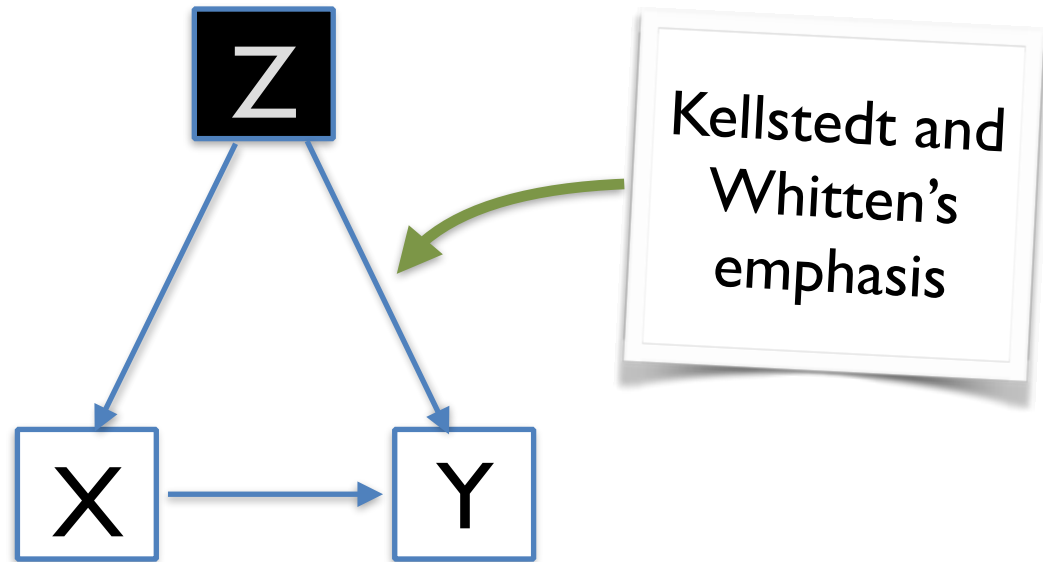 Z
Kellstedt and
Whitten’s
emphasis
X
Y